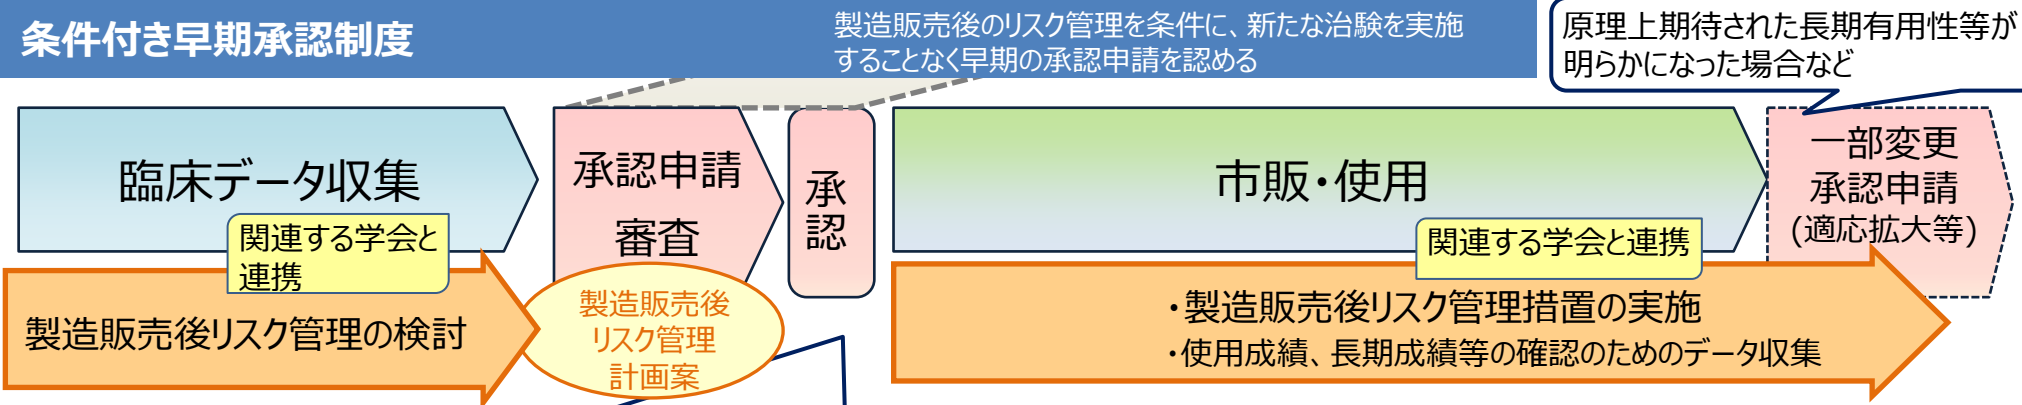 条件付き早期承認制度
製造販売後のリスク管理を条件に、新たな治験を実施
することなく早期の承認申請を認める
原理上期待された長期有用性等が
明らかになった場合など
臨床データ収集
関連する学会と
連携
承認申請
審査
承
認
市販・使用
関連する学会と連携
一部変更
承認申請
(適応拡大等)
製造販売後リスク管理の検討
製造販売後
リスク管理
計画案
・製造販売後リスク管理措置の実施
・使用成績、長期成績等の確認のためのデータ収集